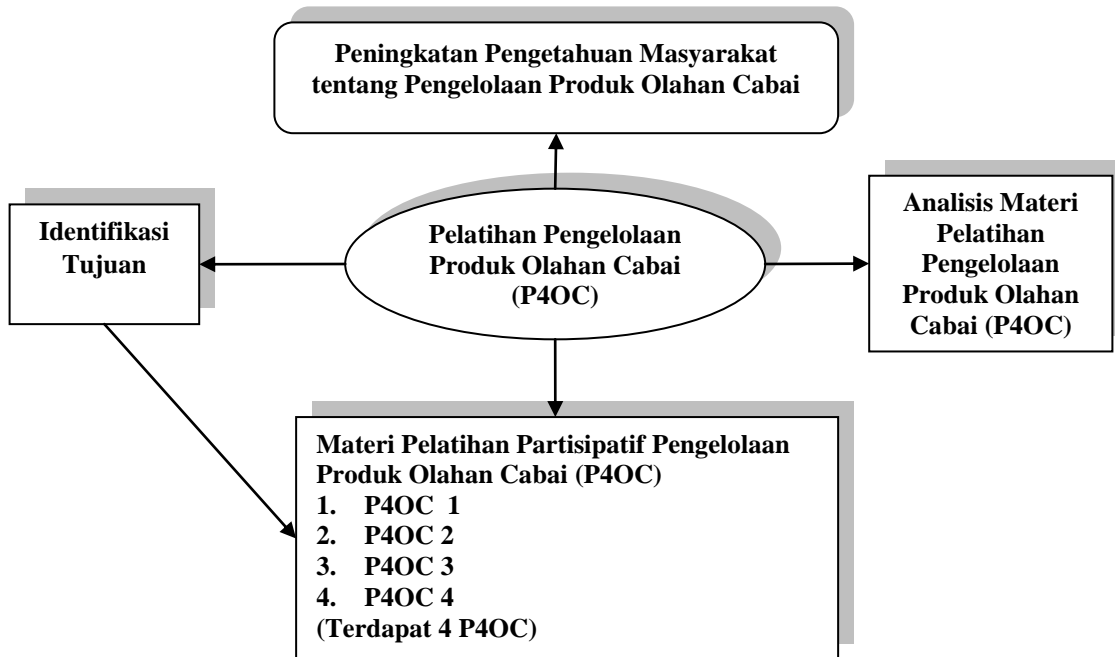 Peningkatan Pengetahuan Masyarakat
tentang Pengelolaan Produk Olahan Cabai
Identifikasi
Tujuan
Pelatihan Pengelolaan
Produk Olahan Cabai
(P4OC)
Analisis Materi
Pelatihan
Pengelolaan
Produk Olahan
Cabai (P4OC)
Materi Pelatihan Partisipatif Pengelolaan
Produk Olahan Cabai (P4OC)
1. P4OC 1
2. P4OC 2
3. P4OC 3
4. P4OC 4
(Terdapat 4 P4OC)